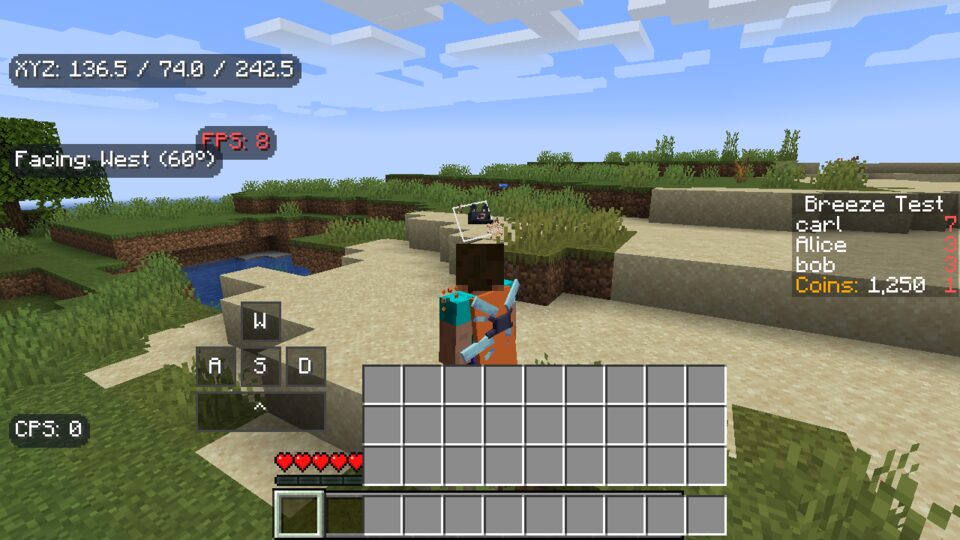 XYZ: 136.5 / 74.0 / 242.5
FPS: 8
Facing: West (60°)
Breeze Test
carl 7
Alice 3
bob 3
Coins: 1,250 1
W
A S D
^
CPS: 0